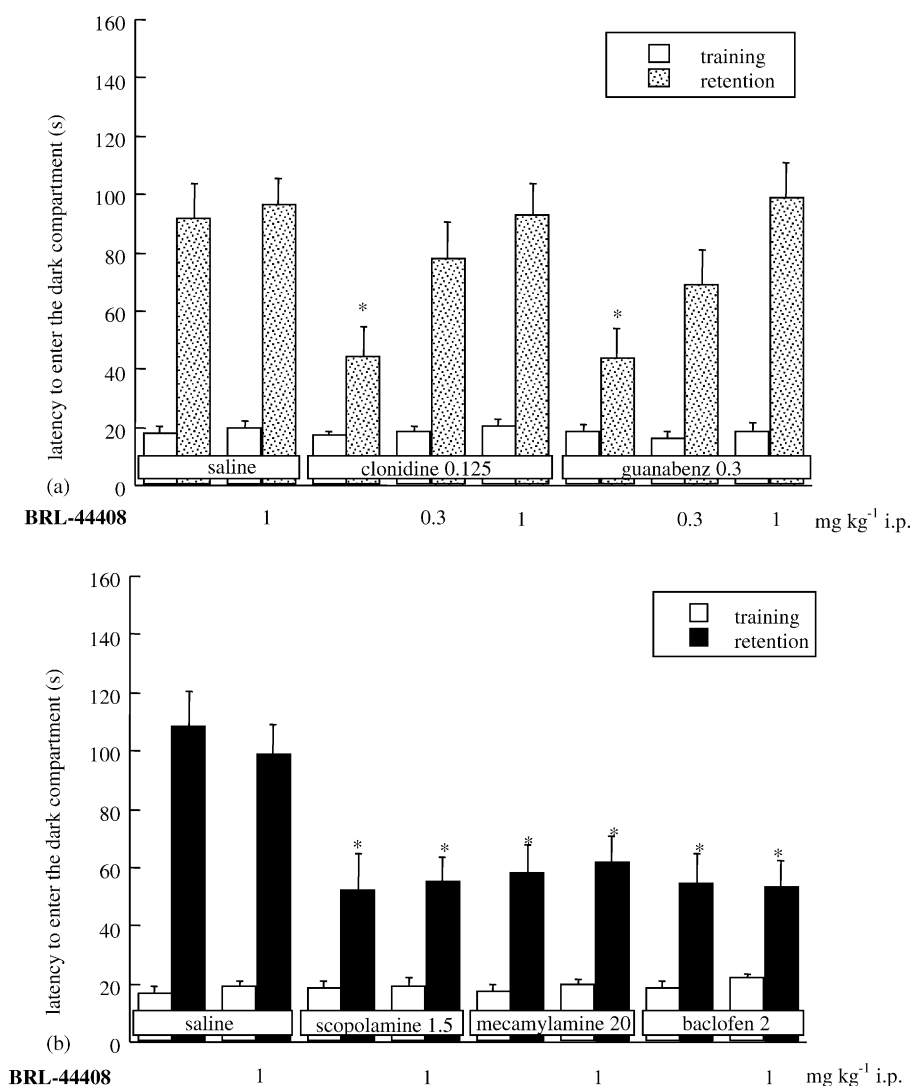 160
140
120
100
80
60
40
20
0
latency to enter the dark compartment (s)
training
retention
*
*
saline
clonidine 0.125
guanabenz 0.3
(a)
BRL-44408 1 0.3 1 0.3 1 mg kg-1 i.p.
160
140
120
100
80
60
40
20
0
latency to enter the dark compartment (s)
training
retention
* * * * * *
saline
scopolamine 1.5
mecamylamine 20
baclofen 2
(b)
BRL-44408 1 1 1 1 mg kg-1 i.p.